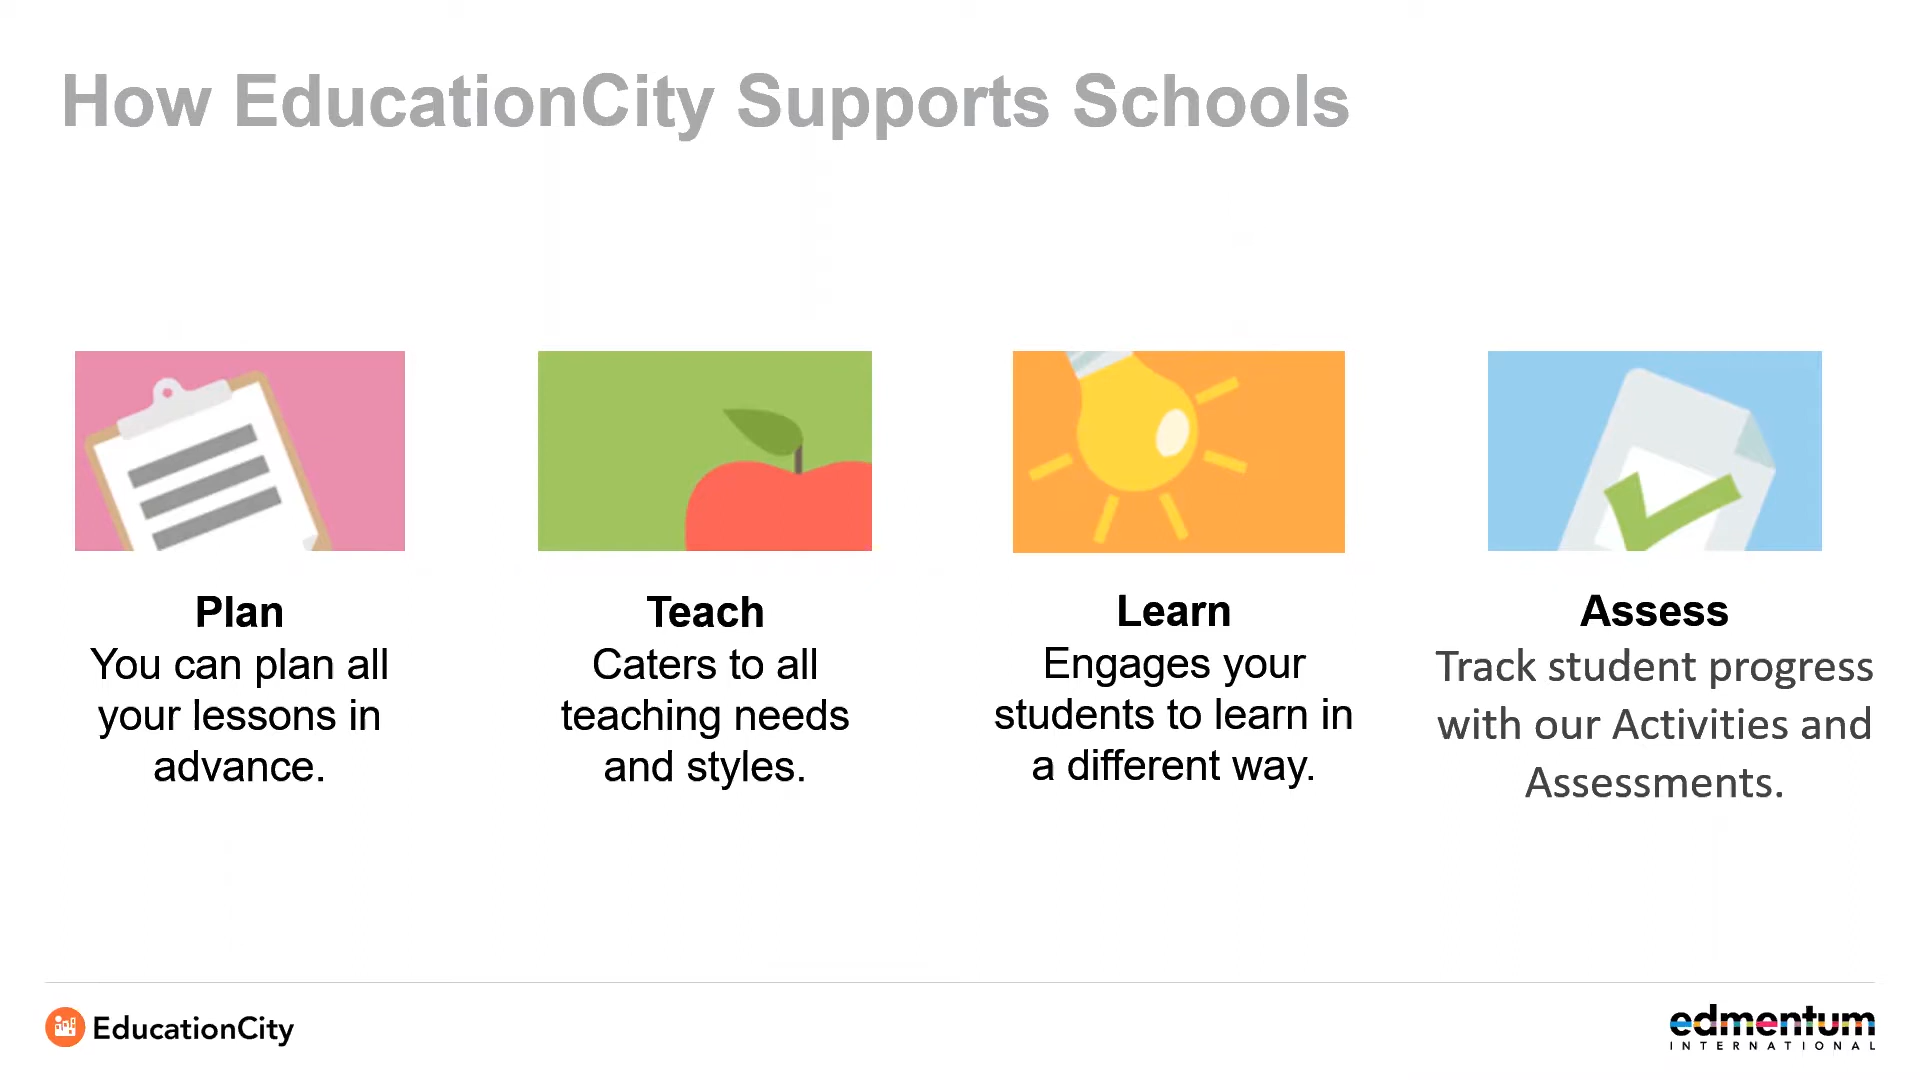 How EducationCity Supports Schools
Plan
You can plan all
your lessons in
advance.
Teach
Caters to all
teaching needs
and styles.
Learn
Engages your
students to learn in
a different way.
Assess
Track student progress
with our Activities and
Assessments.
EducationCity
edmentum
INTERNATIONAL